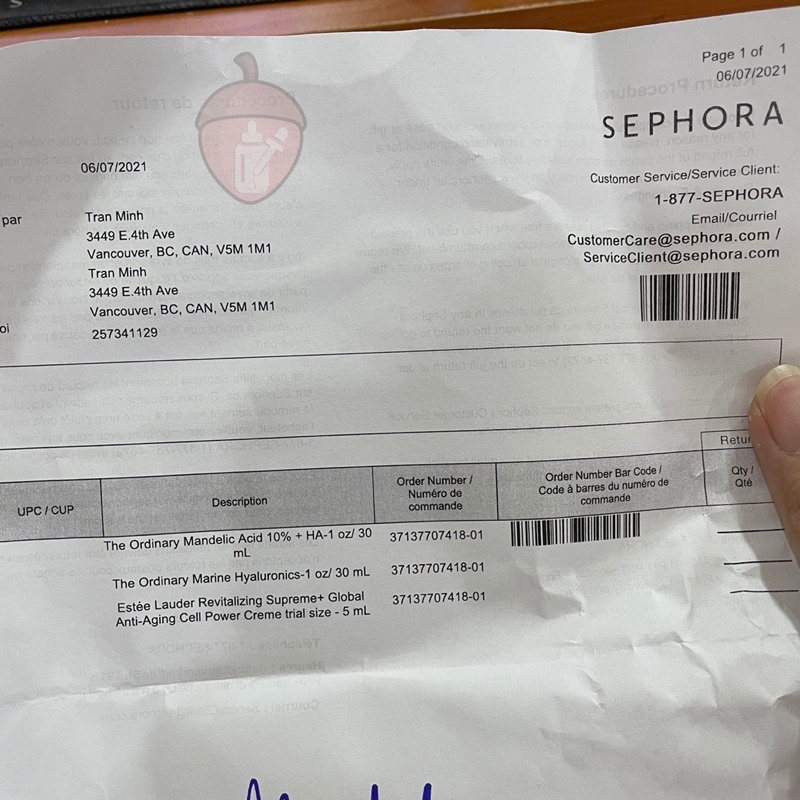 Page 1 of 1
06/07/2021
SEPHORA
06/07/2021
Customer Service/Service Client:
1-877-SEPHORA
Email/Courriel
CustomerCare@sephora.com /
ServiceClient@sephora.com
par
Tran Minh
3449 E.4th Ave
Vancouver, BC, CAN, V5M 1M1
Tran Minh
3449 E.4th Ave
Vancouver, BC, CAN, V5M 1M1
oi
257341129
Retu
UPC / CUP
Description
Order Number /
Numéro de
commande
Order Number Bar Code /
Code à barres du numéro de
commande
Qty /
Qté
The Ordinary Mandelic Acid 10% + HA-1 oz/ 30
mL
37137707418-01
The Ordinary Marine Hyaluronics-1 oz/ 30 mL
37137707418-01
Estée Lauder Revitalizing Supreme+ Global
Anti-Aging Cell Power Creme trial size - 5 mL
37137707418-01